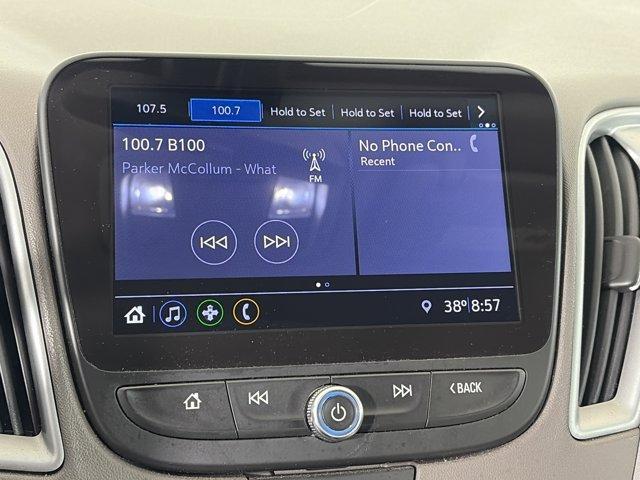 107.5 100.7 Hold to Set Hold to Set Hold to Set
100.7 B100
Parker McCollum - What
FM
No Phone Con..
Recent
38° 8:57
BACK